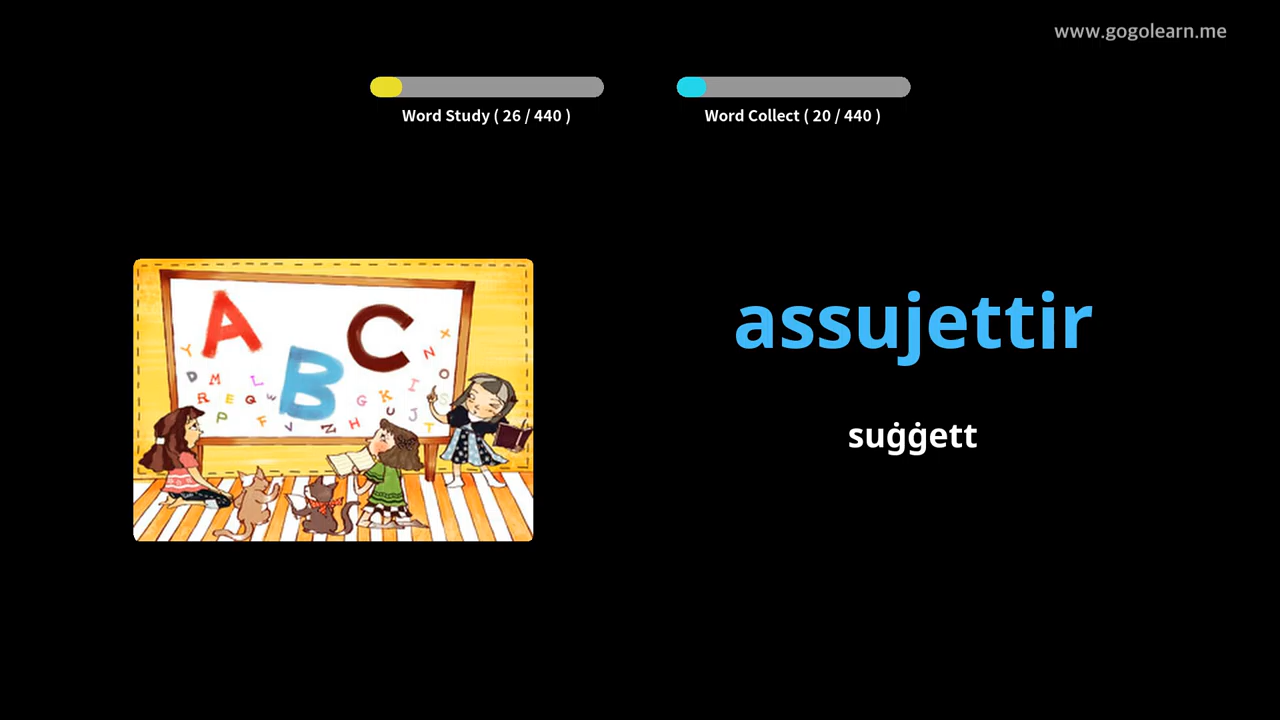 www.gogolearn.me
Word Study ( 26 / 440 )
Word Collect ( 20 / 440 )
assujettir
suġġett
A
B
C
Y
X
N
O
D
M
L
I
S
R
E
Q
W
G
K
P
F
V
Z
H
U
J
T